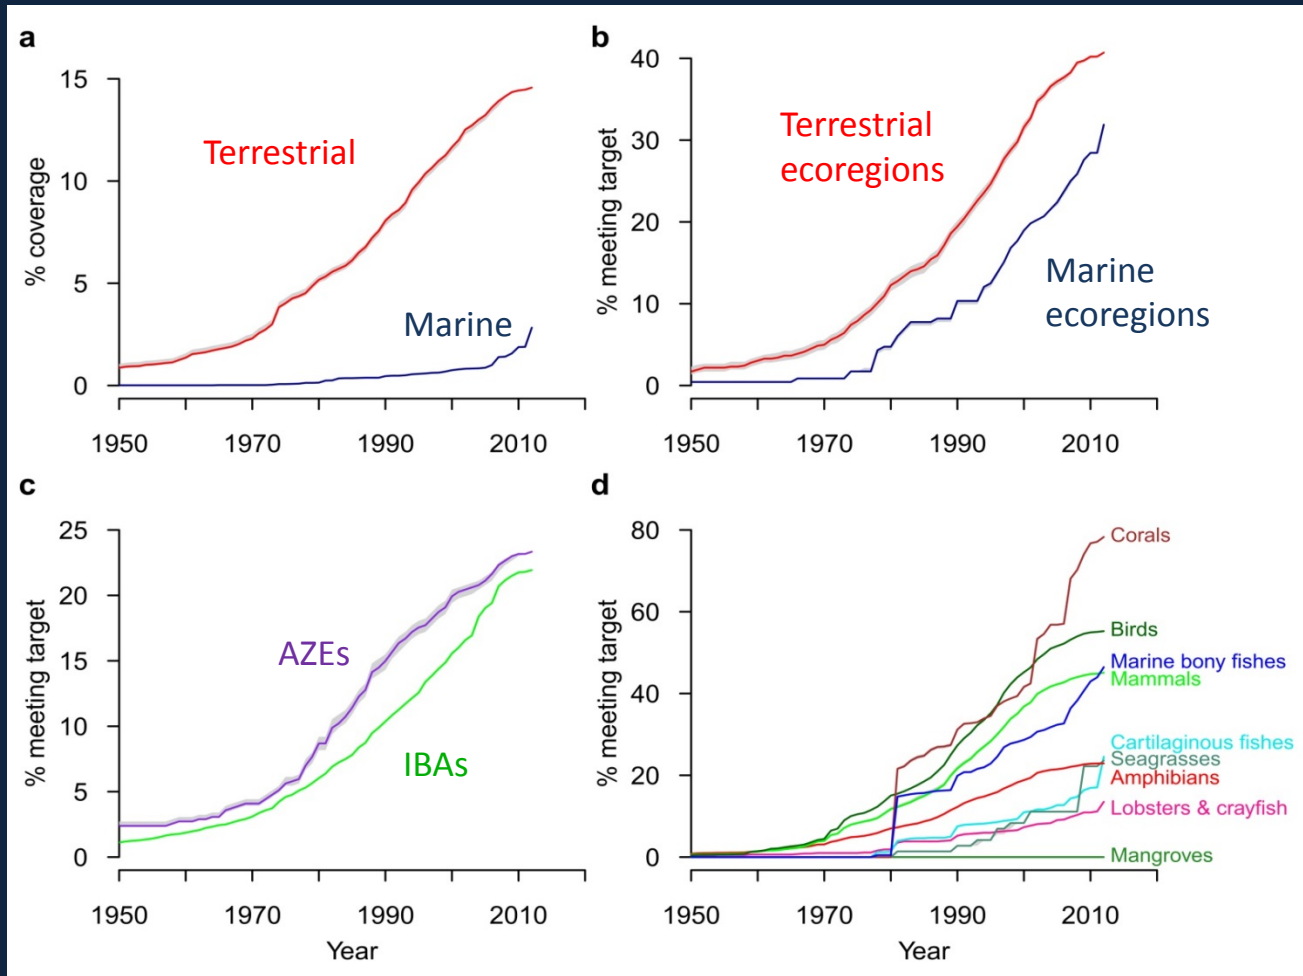 a
15
10
5
0
% coverage
Terrestrial
Marine
1950 1970 1990 2010
b
40
30
20
10
0
% meeting target
Terrestrial
ecoregions
Marine
ecoregions
1950 1970 1990 2010
c
25
20
15
10
5
0
% meeting target
AZEs
IBAs
1950 1970 1990 2010
Year
d
80
60
40
20
0
% meeting target
Corals
Birds
Marine bony fishes
Mammals
Cartilaginous fishes
Seagrasses
Amphibians
Lobsters & crayfish
Mangroves
1950 1970 1990 2010
Year